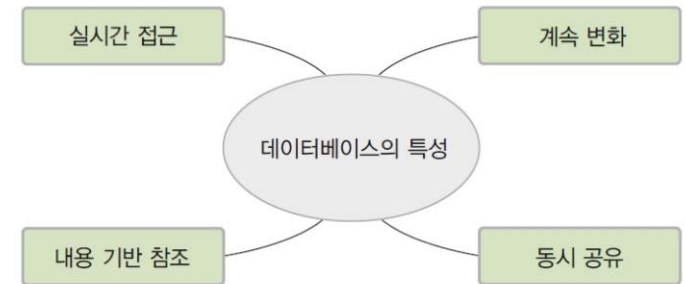 실시간 접근
계속 변화
데이터베이스의 특성
내용 기반 참조
동시 공유